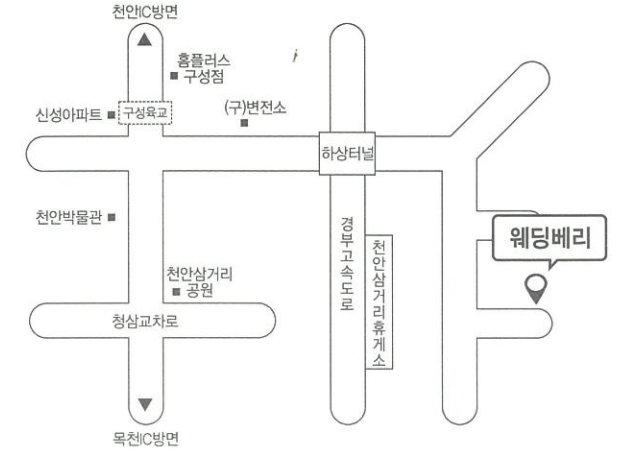 천안IC방면
홈플러스
구성점
신성아파트
구성육교
(구)변전소
하상터널
천안박물관
경부고속도로
천안삼거리휴게소
웨딩베리
천안삼거리
공원
청삼교차로
목천IC방면